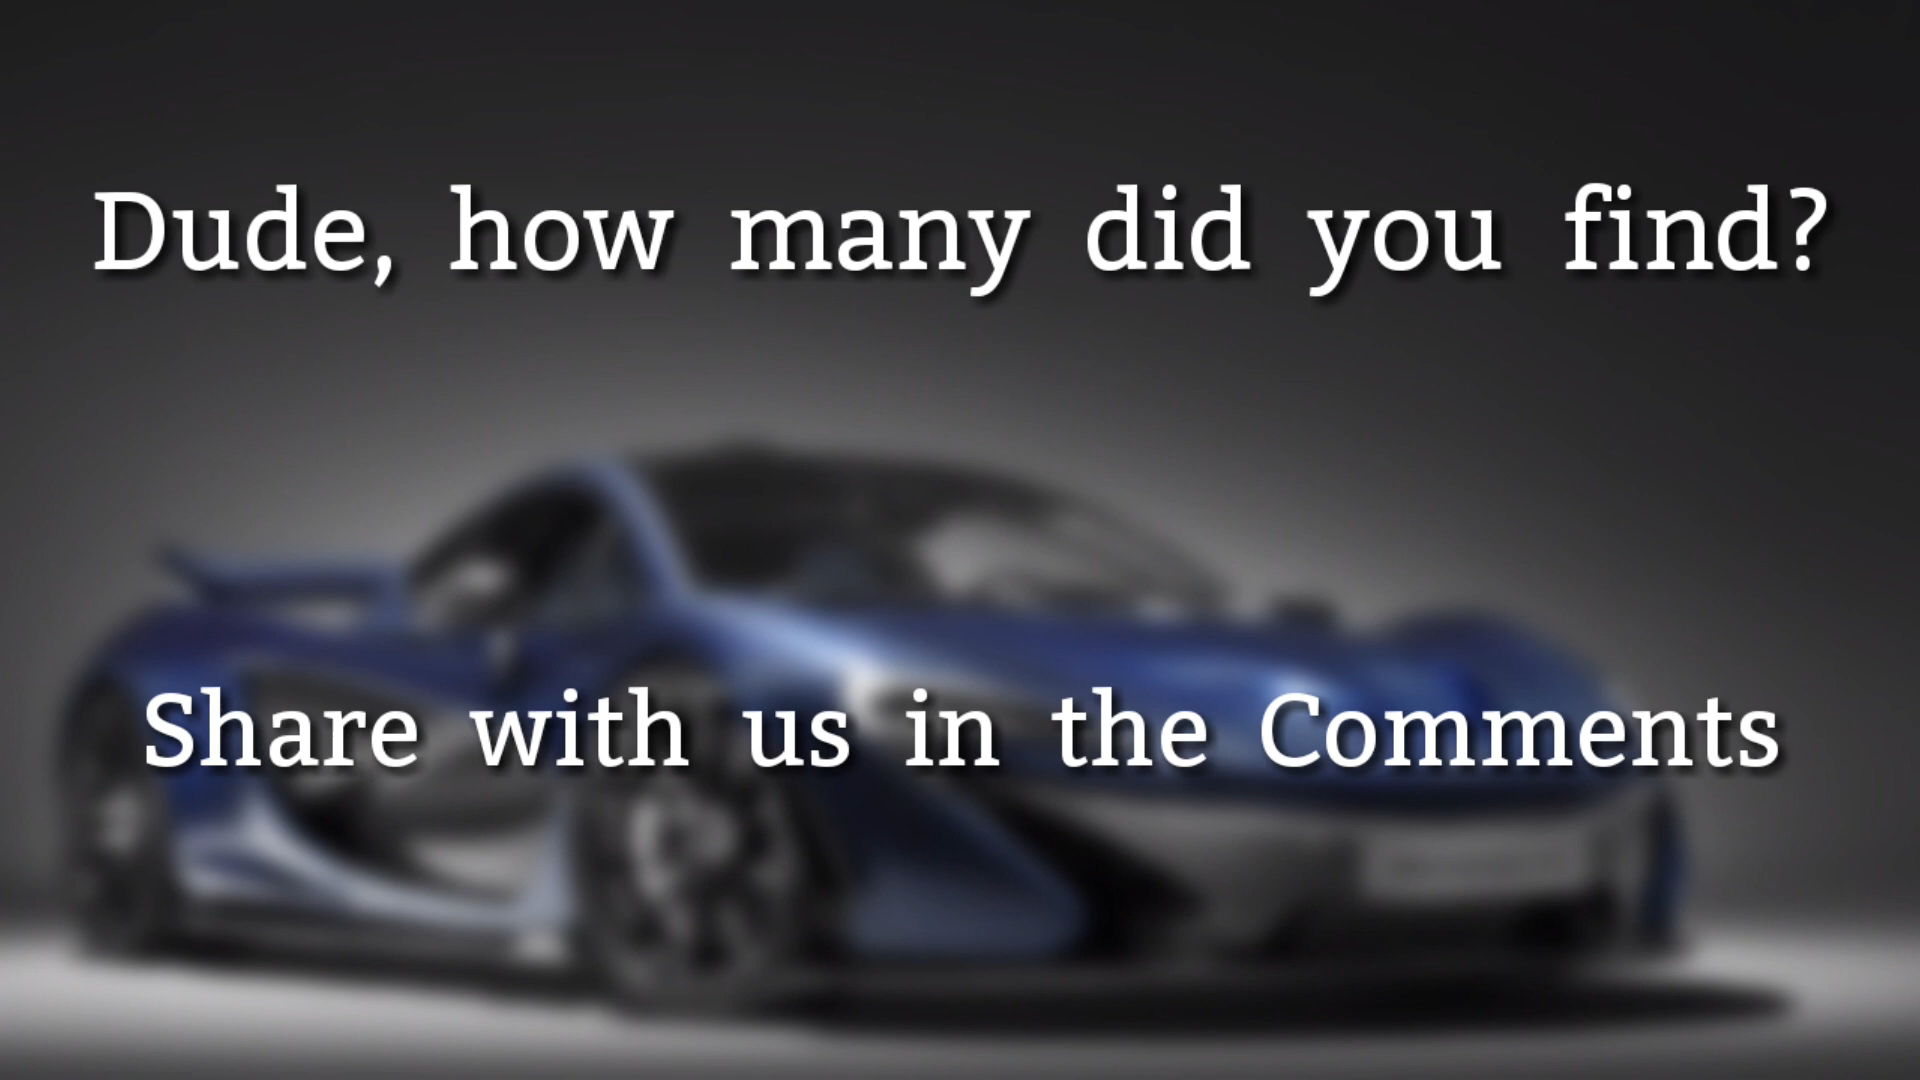 Dude, how many did you find?
Share with us in the Comments